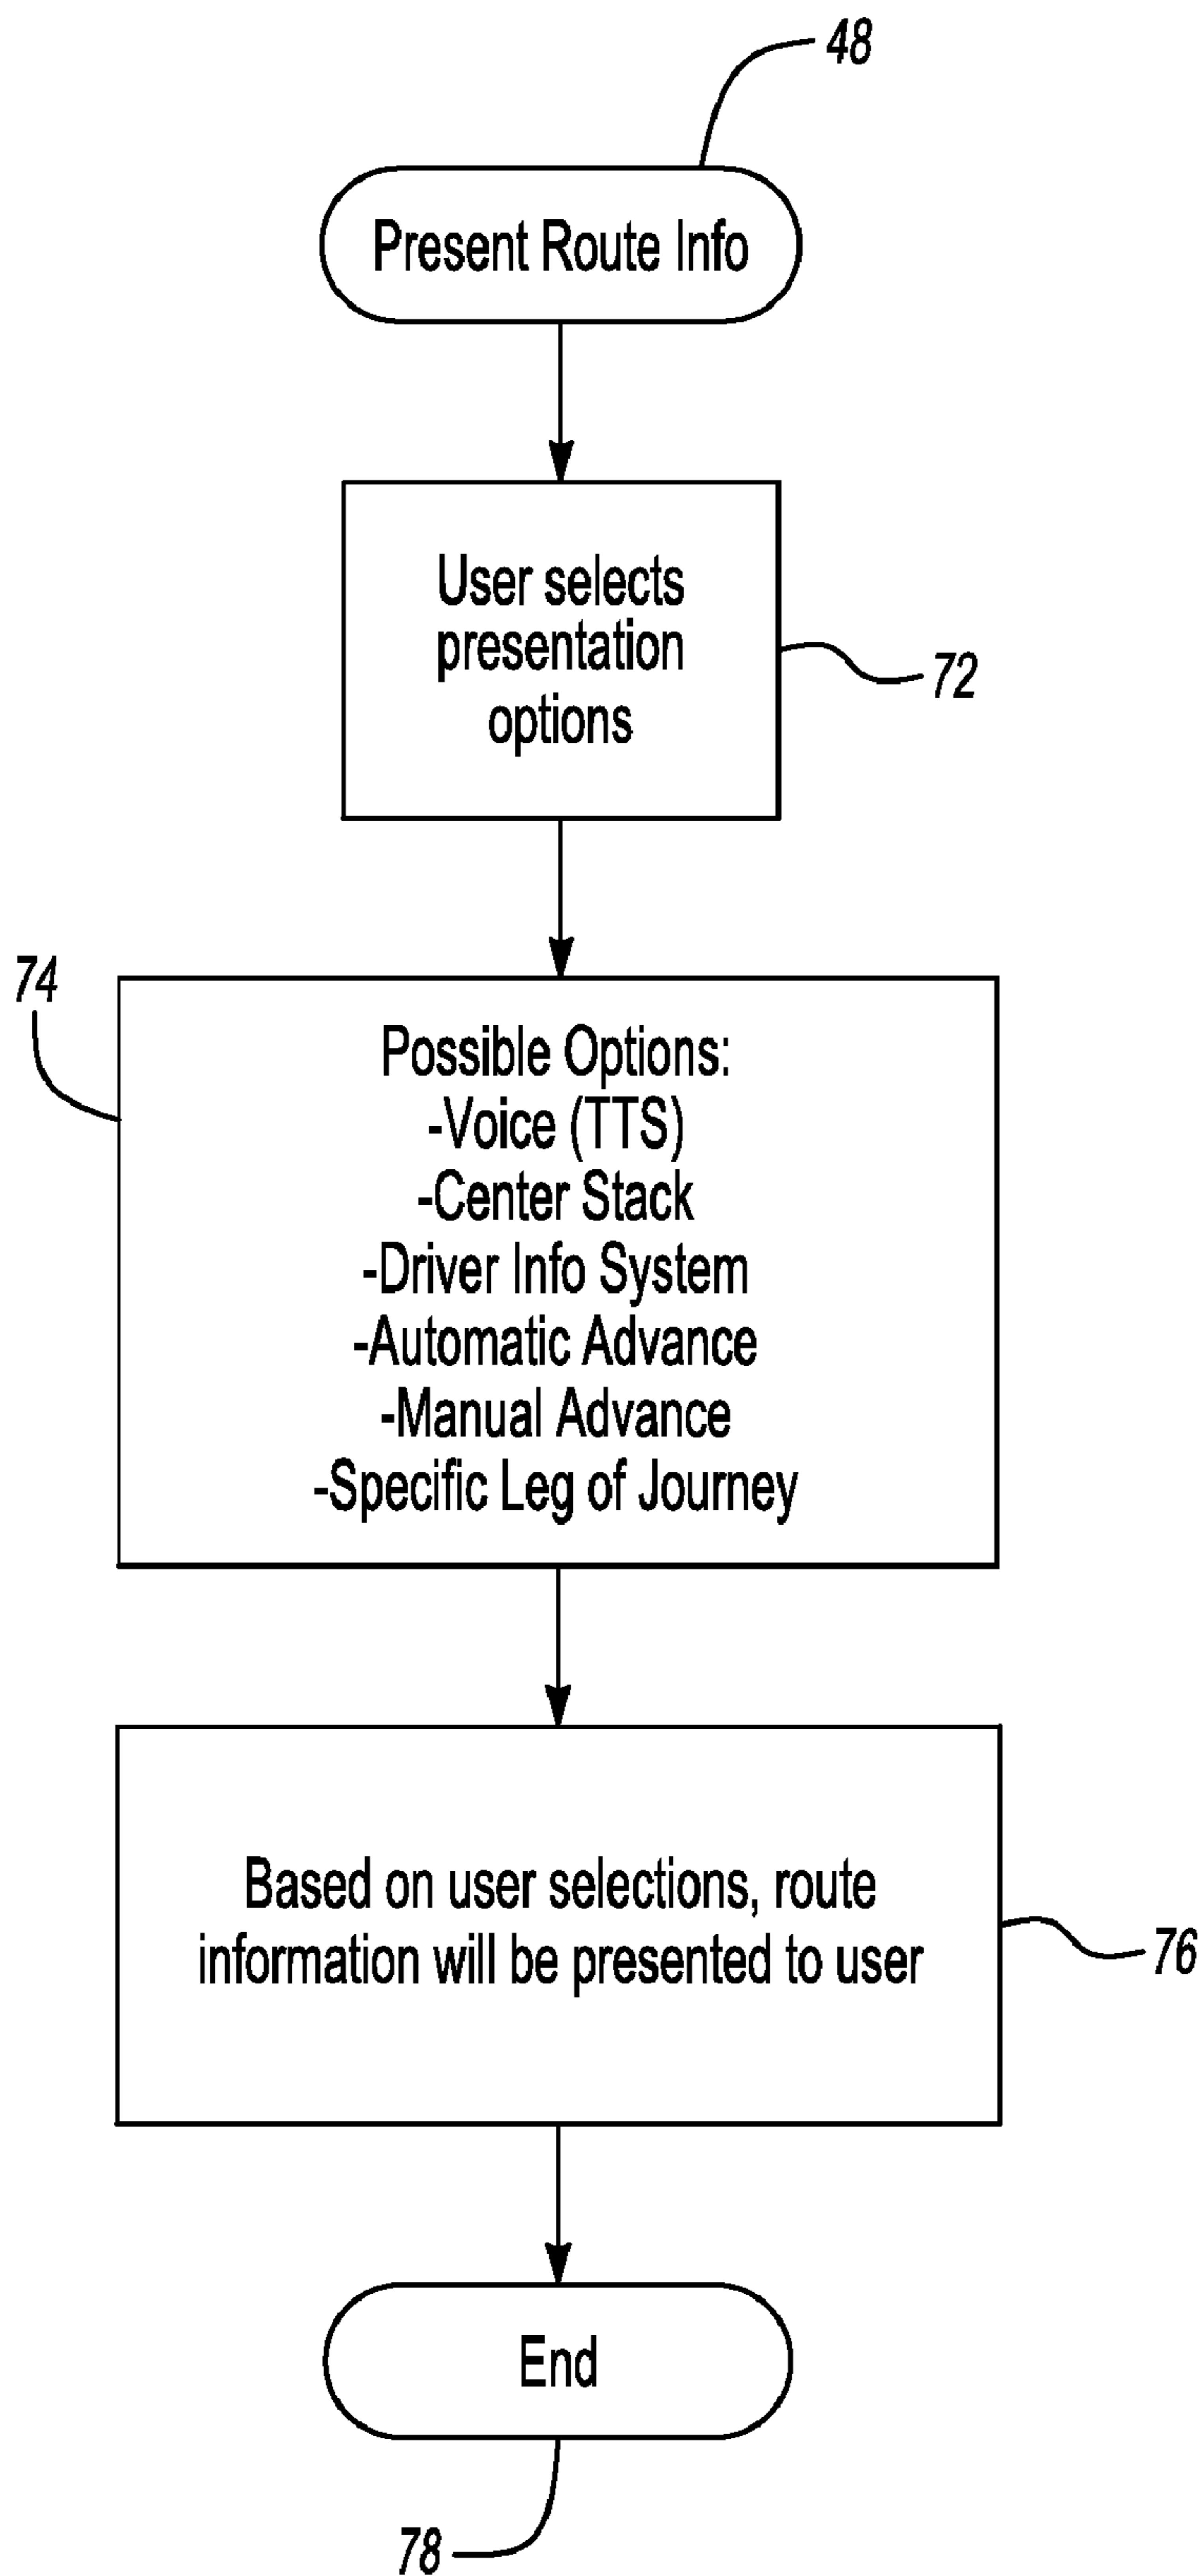 48
Present Route Info
User selects
presentation
options
72
74
Possible Options:
-Voice (TTS)
-Center Stack
-Driver Info System
-Automatic Advance
-Manual Advance
-Specific Leg of Journey
Based on user selections, route
information will be presented to user
76
End
78